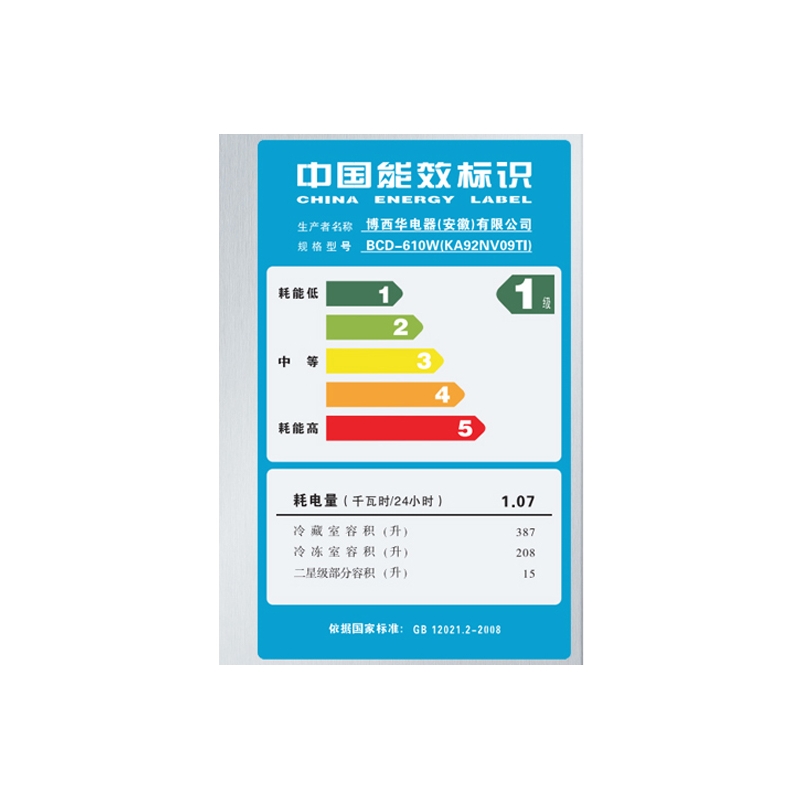 中国能效标识
CHINA ENERGY LABEL
生产者名称 博西华电器(安徽)有限公司
规格型号 BCD-610W(KA92NV09TI)
耗能低 1 1级
2
中等 3
4
耗能高 5
耗电量(千瓦时/24小时) 1.07
冷藏室容积(升) 387
冷冻室容积(升) 208
二星级部分容积(升) 15
依据国家标准: GB 12021.2-2008